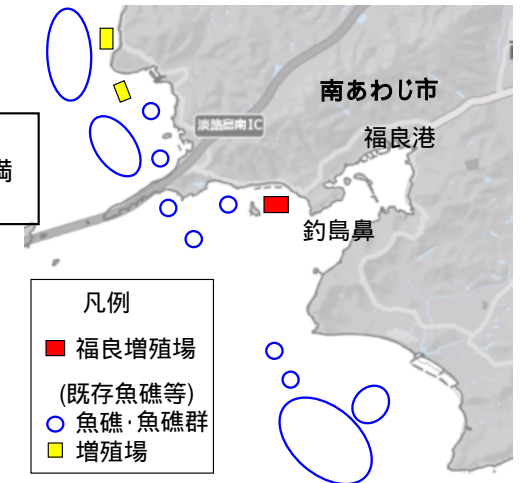 南あわじ市
淡路島南IC
福良港
満
釣島鼻
凡例
福良増殖場
(既存魚礁等)
魚礁・魚礁群
増殖場